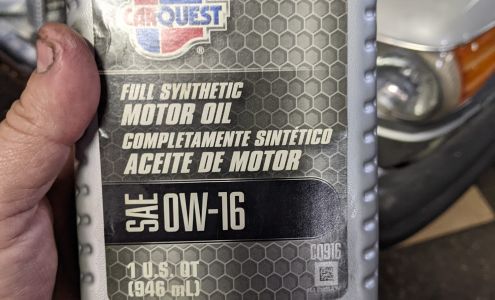 CARQUEST
®
FULL SYNTHETIC
MOTOR OIL
COMPLETAMENTE SINTÉTICO
ACEITE DE MOTOR
SAE 0W-16
C0916
1 U.S. QT
(946 mL)